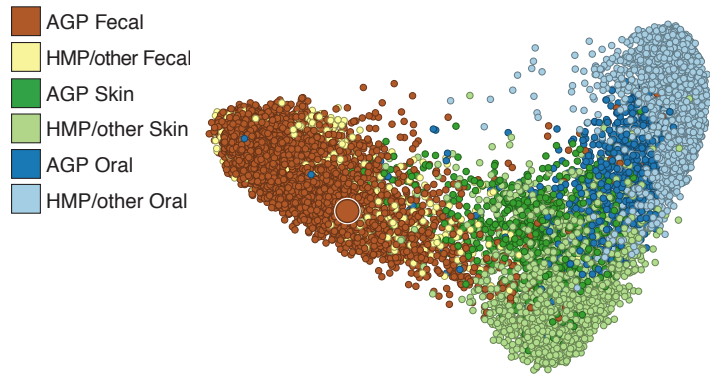 AGP Fecal
HMP/other Fecal
AGP Skin
HMP/other Skin
AGP Oral
HMP/other Oral